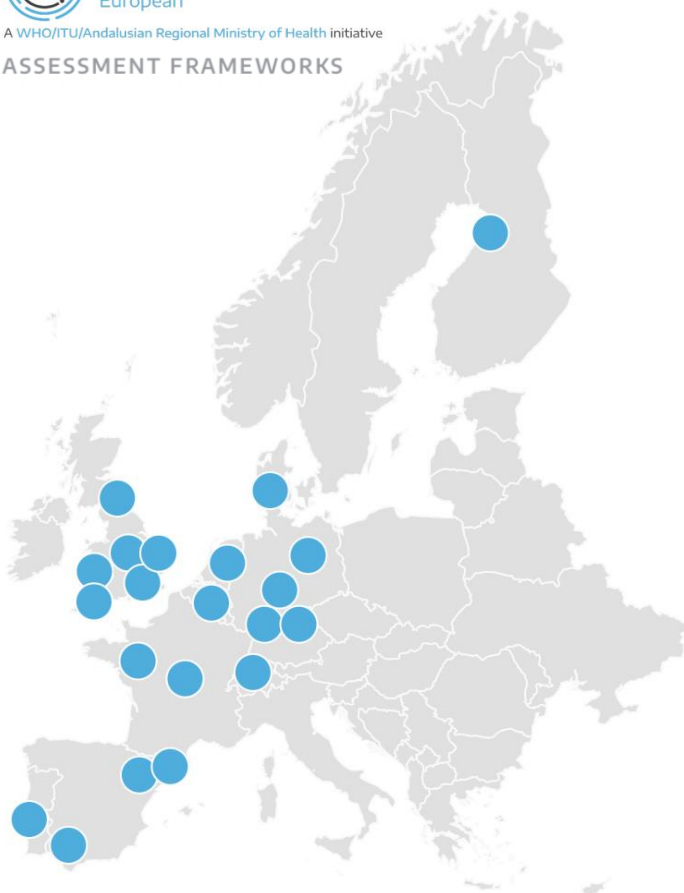 European
A WHO/ITU/Andalusian Regional Ministry of Health initiative
ASSESSMENT FRAMEWORKS